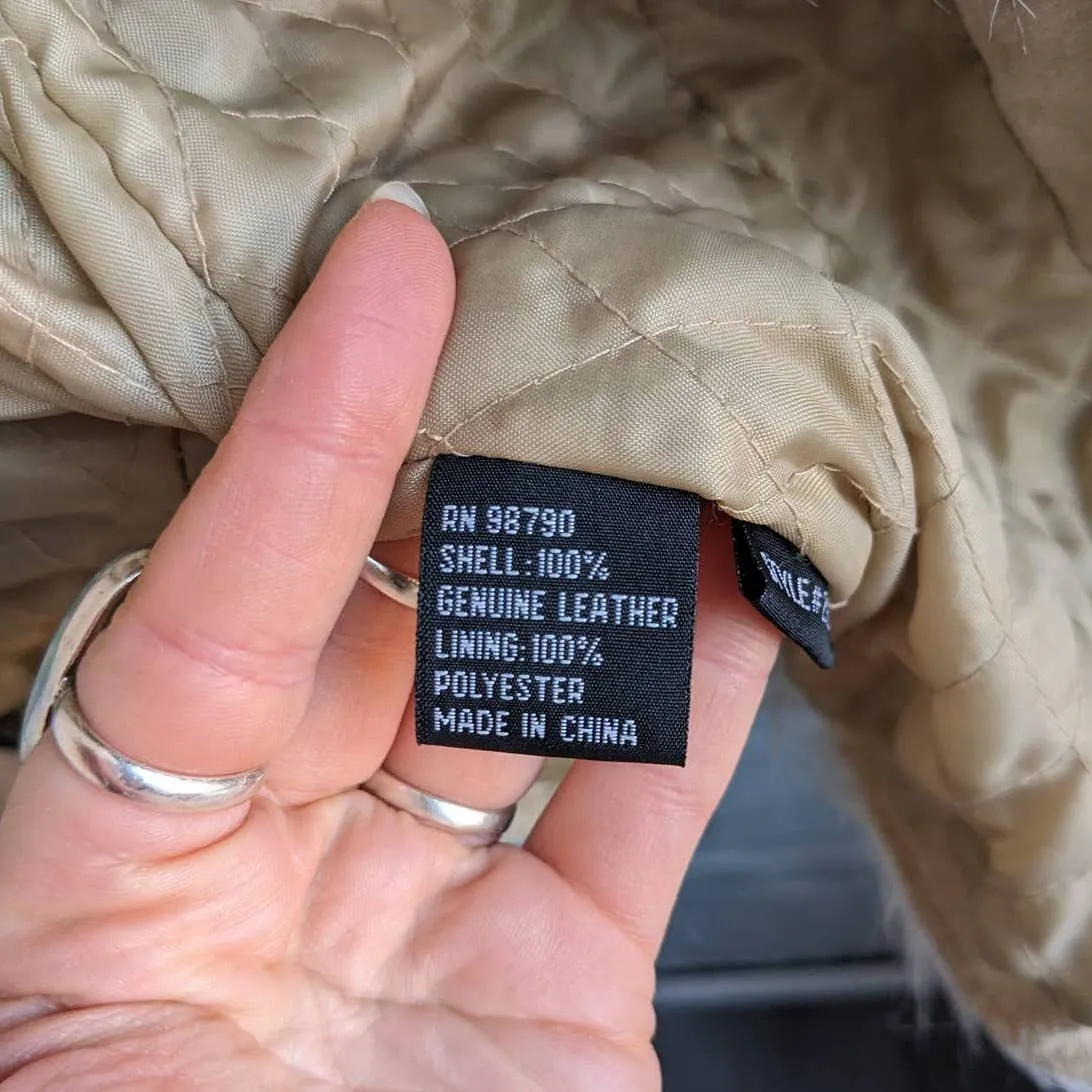 RN 98790
SHELL:100%
GENUINE LEATHER
LINING:100%
POLYESTER
MADE IN CHINA